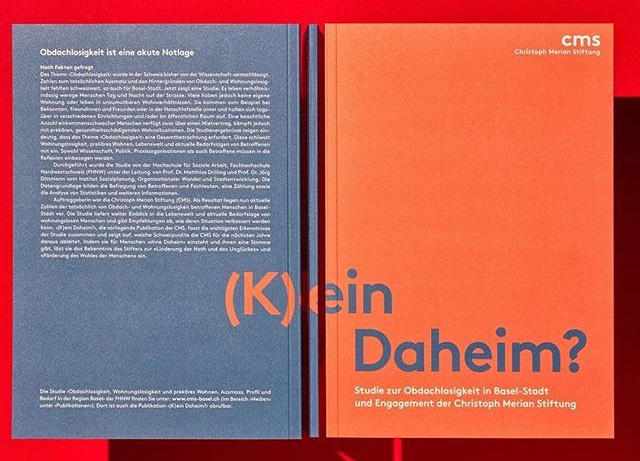 Obdachlosigkeit ist eine akute Notlage
Nach Fakten gefragt
Das Thema ‹Obdachlosigkeit› wurde in der Schweiz bisher von der Wissenschaft vernachlässigt.
Zahlen zum tatsächlichen Ausmass und den Hintergründen von Obdach- und Wohnungslosig-
keit fehlten schweizweit, so auch für Basel-Stadt. Jetzt zeigt eine Studie: Es leben verhältnis-
mässig wenige Menschen Tag und Nacht auf der Strasse. Viele haben jedoch keine eigene
Wohnung oder leben in unzumutbaren Wohnverhältnissen. Sie kommen zum Beispiel bei
Bekannten, Freundinnen und Freunden oder in der Notschlafstelle unter und halten sich tags-
über in verschiedenen Einrichtungen und/oder im öffentlichen Raum auf. Eine beachtliche
Anzahl einkommensschwacher Menschen verfügt zwar über einen Mietvertrag, kämpft jedoch
mit prekären, gesundheitsschädigenden Wohnsituationen. Die Studienergebnisse zeigen ein-
deutig, dass das Thema ‹Obdachlosigkeit› eine Gesamtbetrachtung erfordert. Diese schliesst
Wohnungslosigkeit, prekäres Wohnen, Lebenswelt und aktuelle Bedarfslagen von Betroffenen
mit ein. Sowohl Wissenschaft, Politik, Praxisorganisationen als auch Betroffene müssen in die
Reflexion einbezogen werden.
Durchgeführt wurde die Studie von der Hochschule für Soziale Arbeit, Fachhochschule
Nordwestschweiz (FHNW) unter der Leitung von Prof. Dr. Matthias Drilling und Prof. Dr. Jörg
Dittmann vom Institut Sozialplanung, Organisationaler Wandel und Stadtentwicklung. Die
Datengrundlage bilden die Befragung von Betroffenen und Fachleuten, eine Zählung sowie
die Analyse von Statistiken und weiteren Informationen.
Auftraggeberin war die Christoph Merian Stiftung (CMS). Als Resultat liegen nun aktuelle
Zahlen der tatsächlich von Obdach- und Wohnungslosigkeit betroffenen Menschen in Basel-
Stadt vor. Die Studie liefert weiter Einblick in die Lebenswelt und aktuelle Bedarfslage von
wohnungslosen Menschen und gibt Empfehlungen ab, wie deren Situation verbessert werden
kann. ‹(K)ein Daheim?›, die vorliegende Publikation der CMS, fasst die wichtigsten Erkenntnisse
der Studie zusammen und zeigt auf, welche Schwerpunkte die CMS für die nächsten Jahre
daraus ableitet. Indem sie für Menschen ‹ohne Daheim› einsteht und ihnen eine Stimme
gibt, löst sie das Bekenntnis des Stifters zur «Linderung der Noth und des Unglückes» und
«Förderung des Wohles der Menschen» ein.
Die Studie ‹Obdachlosigkeit, Wohnungslosigkeit und prekäres Wohnen. Ausmass, Profil und
Bedarf in der Region Basel› der FHNW finden Sie unter: www.cms-basel.ch (im Bereich ‹Medien›
unter ‹Publikationen›). Dort ist auch die Publikation ‹(K)ein Daheim?› abrufbar.
cms
Christoph Merian Stiftung
(K)ein
Daheim?
Studie zur Obdachlosigkeit in Basel-Stadt
und Engagement der Christoph Merian Stiftung